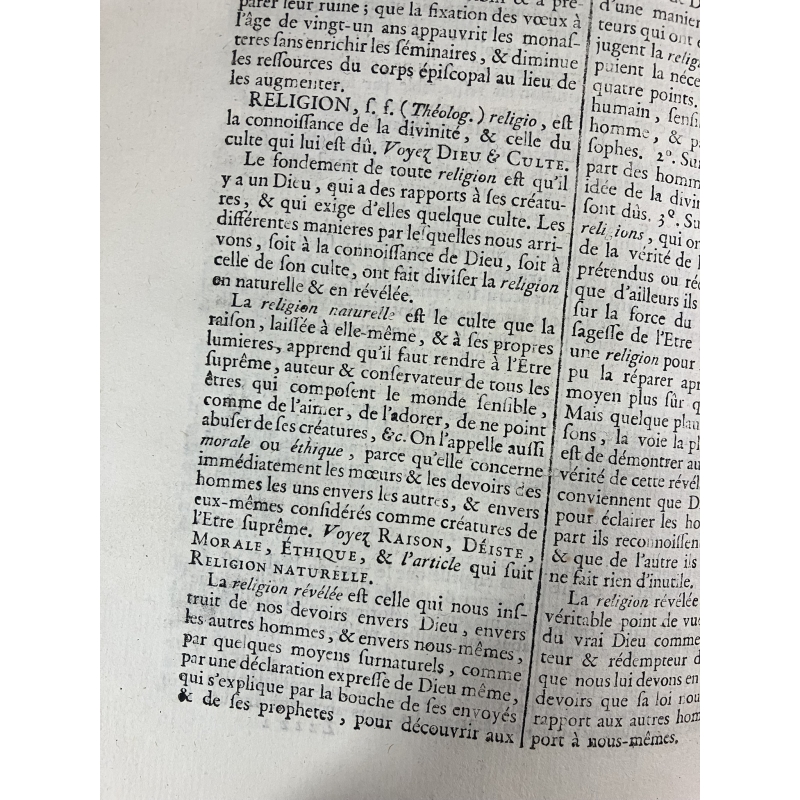 parer leur ruine ; que la fixation des vœux à
l'âge de vingt-un ans appauvrit les monaſ-
teres ſans enrichir les ſéminaires, & diminue
les reſſources du corps épiſcopal au lieu de
les augmenter.
RELIGION, ſ. f. (Théolog.) religio, eſt
la connoiſſance de la divinité, & celle du
culte qui lui eſt dû. Voyez DIEU & CULTE.
Le fondement de toute religion eſt qu'il
y a un Dieu, qui a des rapports à ſes créatu-
res, & qui exige d'elles quelque culte. Les
différentes manieres par leſquelles nous arri-
vons, ſoit à la connoiſſance de Dieu, ſoit à
celle de ſon culte, ont fait diviſer la religion
en naturelle & en révélée.
La religion naturelle eſt le culte que la
raiſon, laiſſée à elle-même, & à ſes propres
lumieres, apprend qu'il faut rendre à l'Etre
ſuprême, auteur & conſervateur de tous les
êtres qui compoſent le monde ſenſible,
comme de l'aimer, de l'adorer, de ne point
abuſer de ſes créatures, &c. On l'appelle auſſi
morale ou éthique, parce qu'elle concerne
immédiatement les mœurs & les devoirs des
hommes les uns envers les autres, & envers
eux-mêmes conſidérés comme créatures de
l'Etre ſuprême. Voyez RAISON, DÉISTE,
MORALE, ÉTHIQUE, & l'article qui ſuit
RELIGION NATURELLE.
La religion révélée eſt celle qui nous inſ-
truit de nos devoirs envers Dieu, envers
les autres hommes, & envers nous-mêmes,
par quelques moyens ſurnaturels, comme
par une déclaration expreſſe de Dieu même,
qui s'explique par la bouche de ſes envoyés
& de ſes prophetes, pour découvrir aux
d'une manier
teurs qui ont
jugent la relig
puient la néce
quatre points.
humain, ſenſi
homme, & p
ſophes. 2°. Sur
part des homm
idée de la divin
ſont dûs. 3°. Su
religions, qui on
de la vérité de l
prétendus ou ré
que d'ailleurs ils
ſur la force du
ſageſſe de l'Etre
une religion pour
pu la réparer apr
moyen plus ſûr q
Mais quelque plau
ſons, la voie la pl
eſt de démontrer au
vérité de cette révél
conviennent que D
pour éclairer les ho
part ils reconnoiſſen
& que de l'autre ils
ne fait rien d'inutile.
La religion révélée
véritable point de vue
du vrai Dieu comme
teur & rédempteur d
que nous lui devons en
devoirs que ſa loi nou
rapport aux autres hom
port à nous-mêmes.